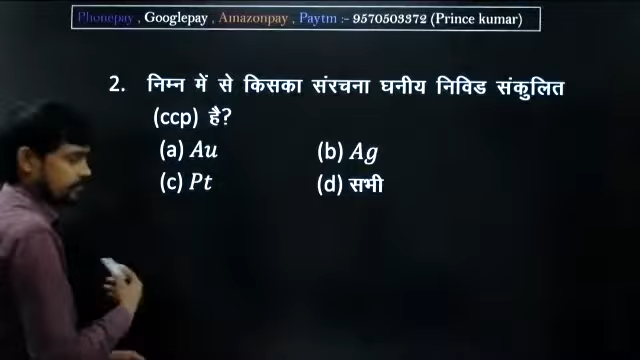 Phonepay , Googlepay , Amazonpay , Paytm :- 9570503372 (Prince kumar)
2. निम्न में से किसका संरचना घनीय निविड संकुलित
(ccp) है?
(a) Au (b) Ag
(c) Pt (d) सभी